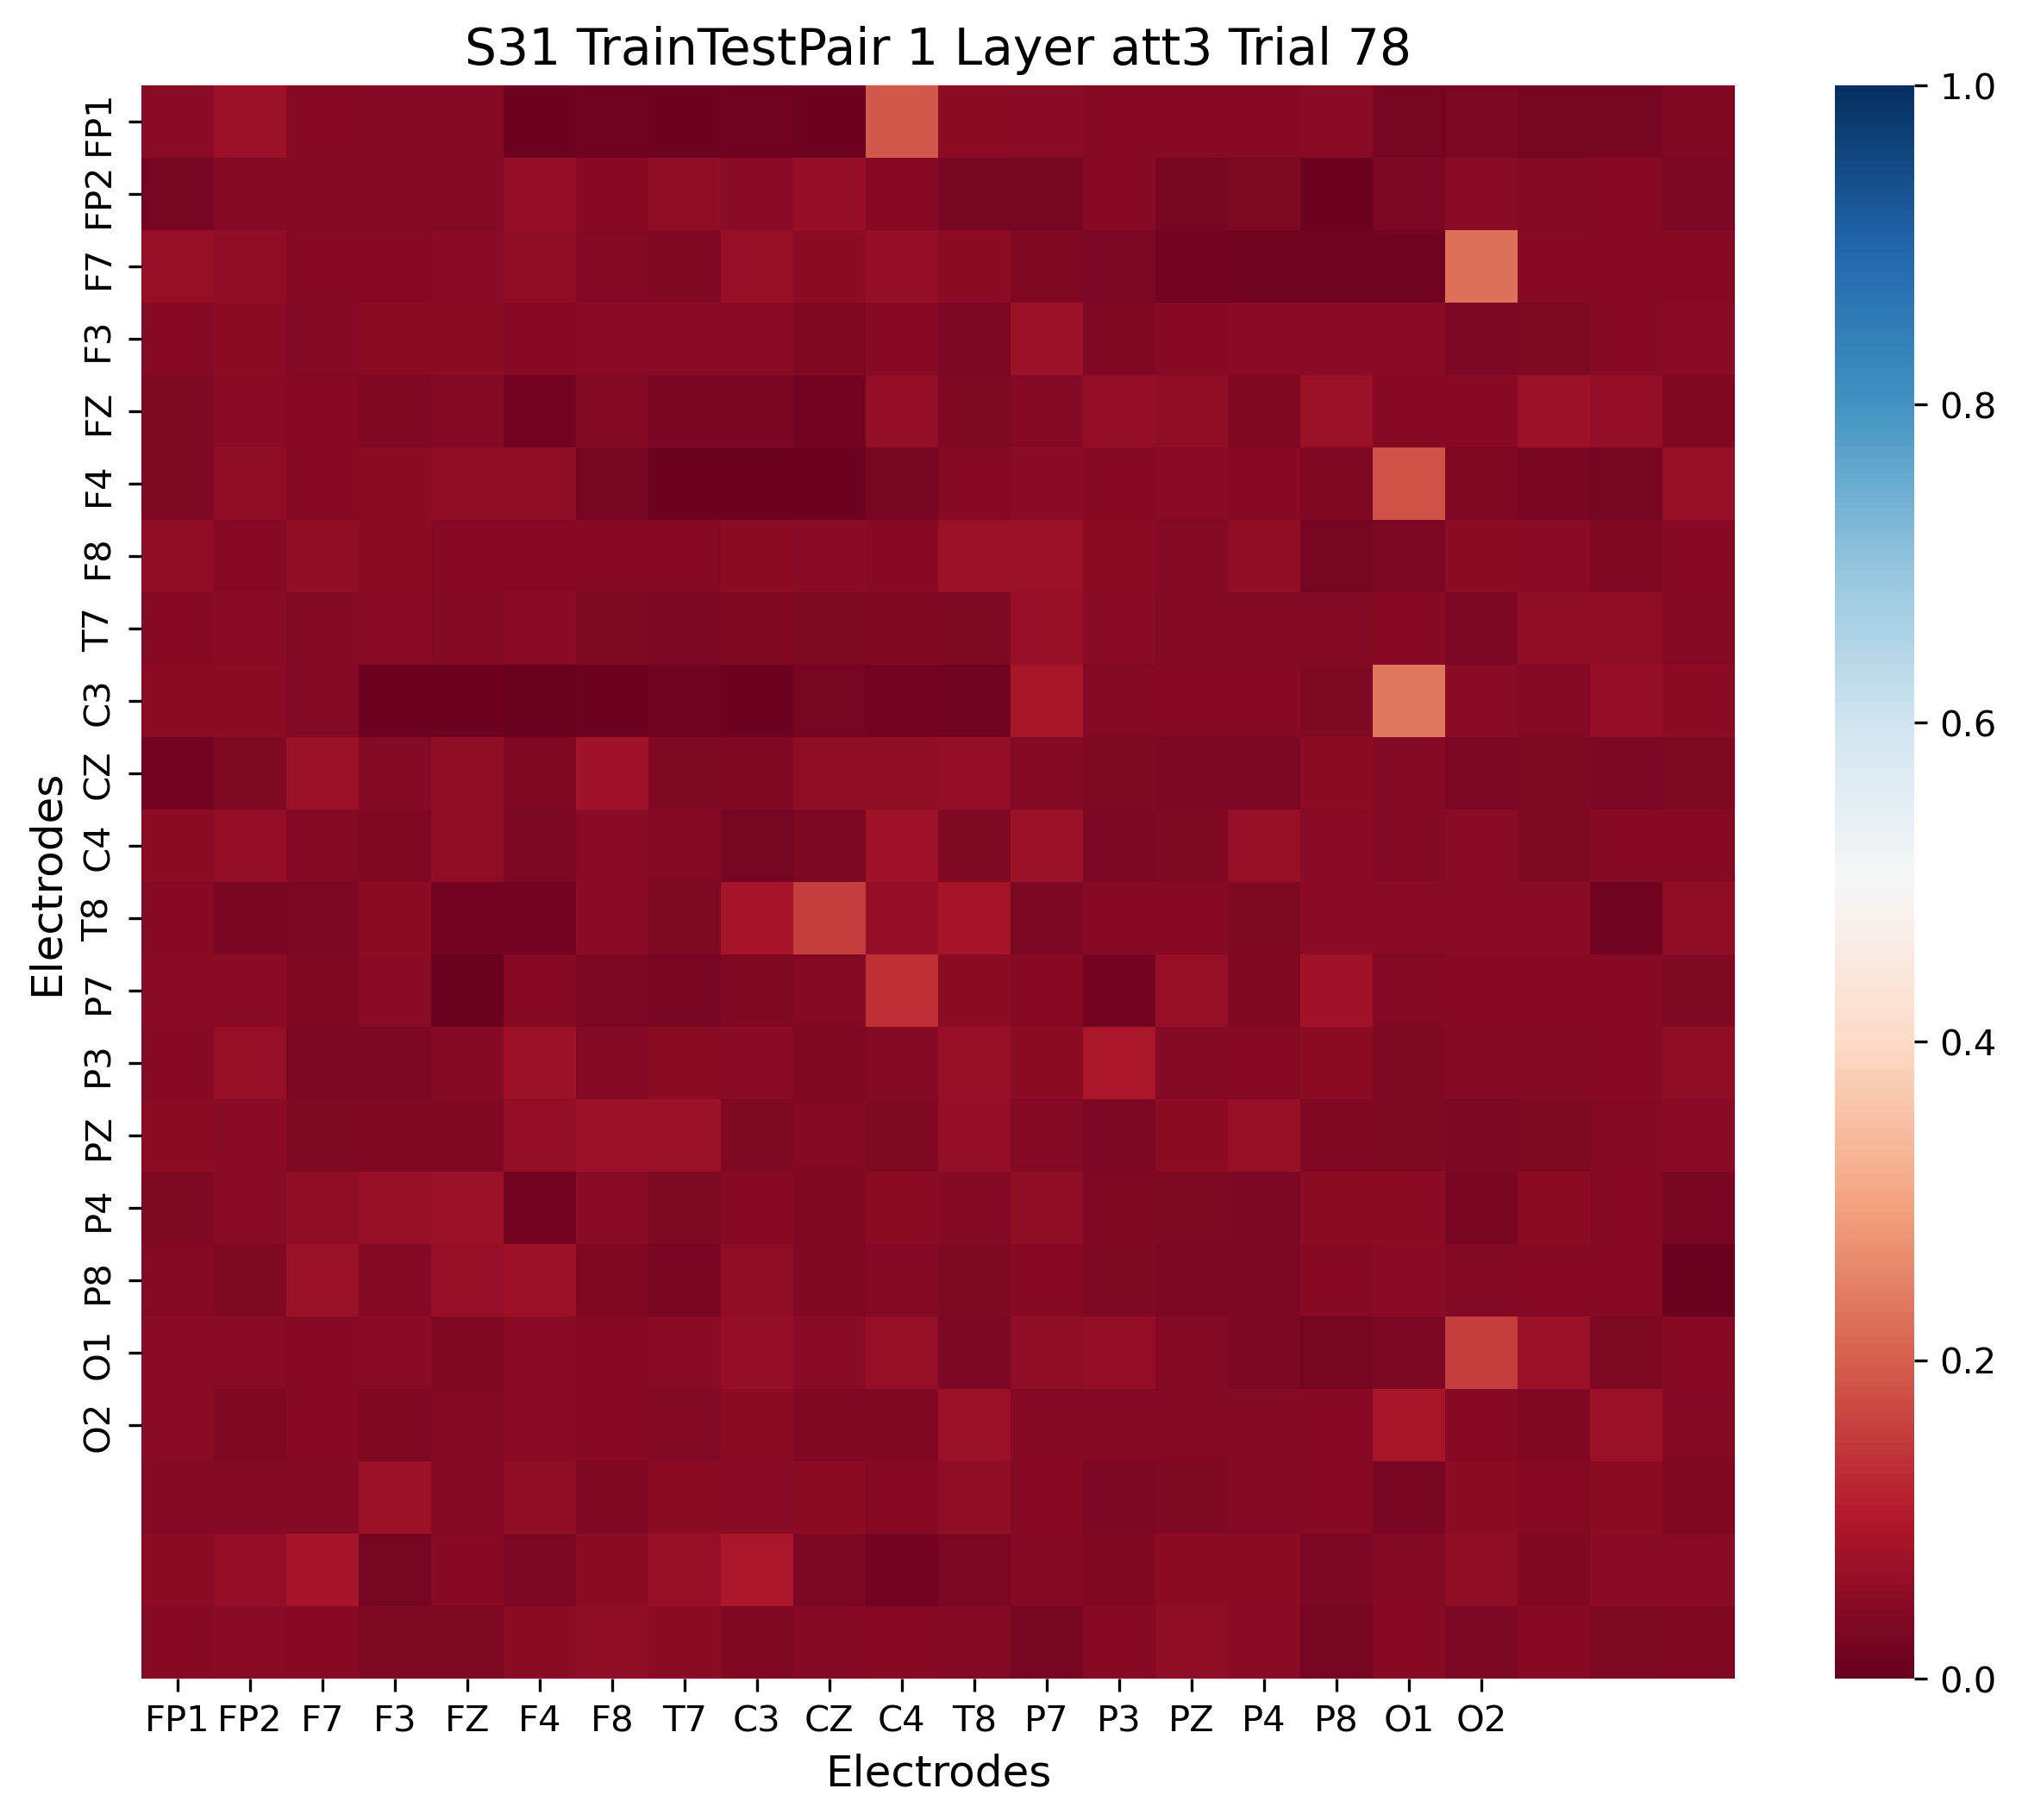 S31 TrainTestPair 1 Layer att3 Trial 78
Electrodes
FP1
FP2
F7
F3
FZ
F4
F8
T7
C3
CZ
C4
T8
P7
P3
PZ
P4
P8
O1
O2
FP1 FP2 F7 F3 FZ F4 F8 T7 C3 CZ C4 T8 P7 P3 PZ P4 P8 O1 O2
Electrodes
1.0
0.8
0.6
0.4
0.2
0.0